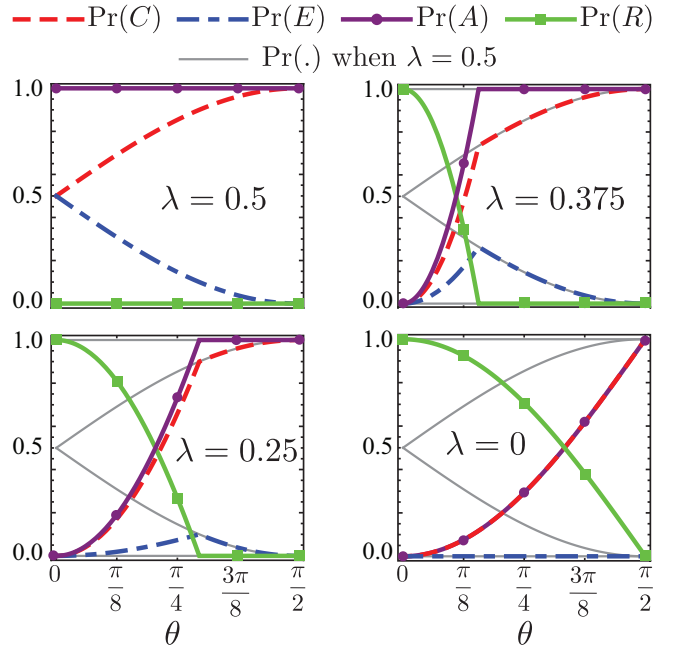 Pr(C) Pr(E) Pr(A) Pr(R)
Pr(.) when λ = 0.5
1.0 1.0
0.5 λ = 0.5 0.5 λ = 0.375
0.0 0.0
1.0 1.0
0.5 λ = 0.25 0.5 λ = 0
0.0 0.0
0 π/8 π/4 3π/8 π/2 0 π/8 π/4 3π/8 π/2
θ θ